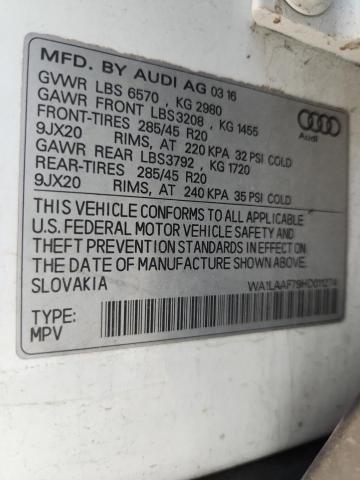 MFD. BY AUDI AG 03 16
GVWR LBS 6570 , KG 2980
GAWR FRONT LBS3208 , KG 1455
FRONT-TIRES 285/45 R20
9JX20 RIMS, AT 220 KPA 32 PSI COLD
GAWR REAR LBS3792 , KG 1720
REAR-TIRES 285/45 R20
9JX20 RIMS, AT 240 KPA 35 PSI COLD
Audi
THIS VEHICLE CONFORMS TO ALL APPLICABLE
U.S. FEDERAL MOTOR VEHICLE SAFETY AND
THEFT PREVENTION STANDARDS IN EFFECT ON
THE DATE OF MANUFACTURE SHOWN ABOVE.
SLOVAKIA
WA1LAAF79HD011274
TYPE:
MPV